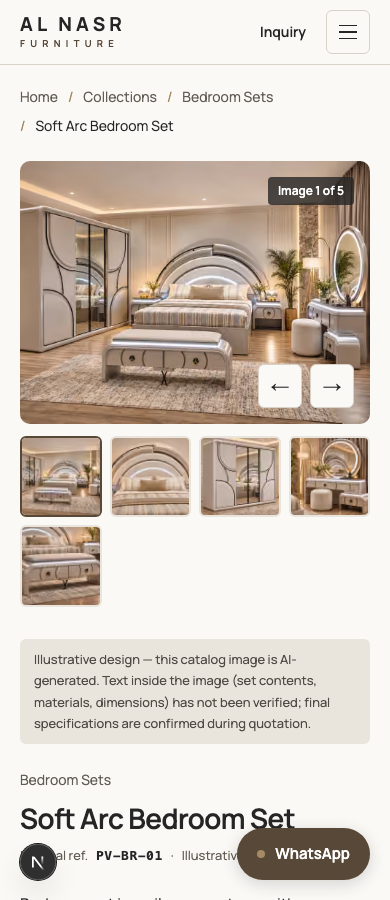 AL NASR
FURNITURE
Inquiry
Home / Collections / Bedroom Sets
/ Soft Arc Bedroom Set
Image 1 of 5
← →
Illustrative design — this catalog image is AI-
generated. Text inside the image (set contents,
materials, dimensions) has not been verified; final
specifications are confirmed during quotation.
Bedroom Sets
Soft Arc Bedroom Set
al ref. PV-BR-01 · Illustrativ
N
WhatsApp